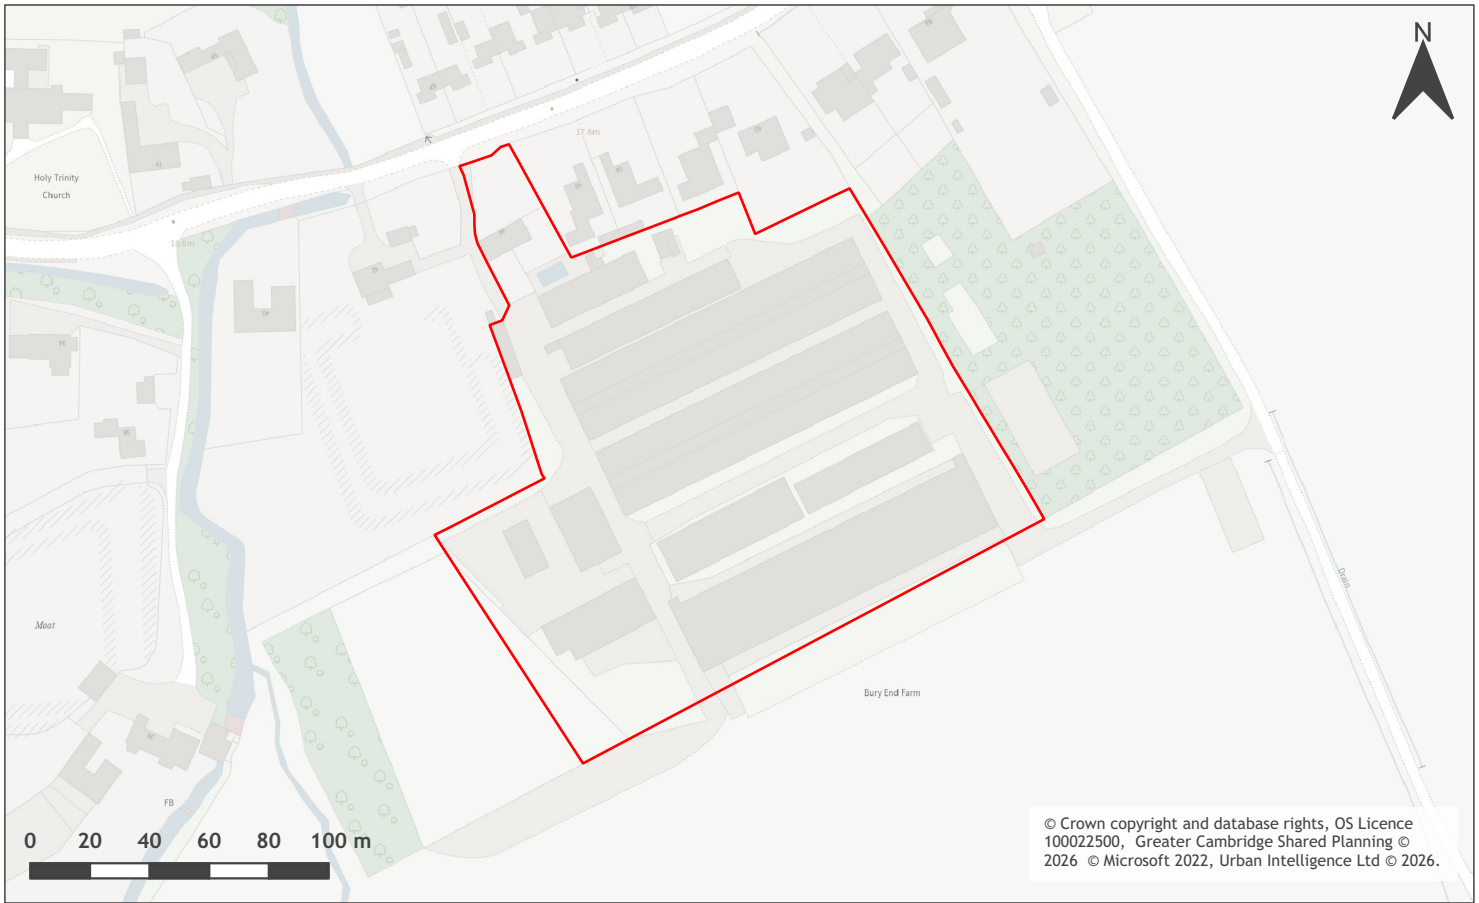 N
17.6m
Holy Trinity
Church
18.0m
Moat
Drain
Bury End Farm
FB
0 20 40 60 80 100 m
© Crown copyright and database rights, OS Licence
100022500, Greater Cambridge Shared Planning ©
2026 © Microsoft 2022, Urban Intelligence Ltd © 2026.